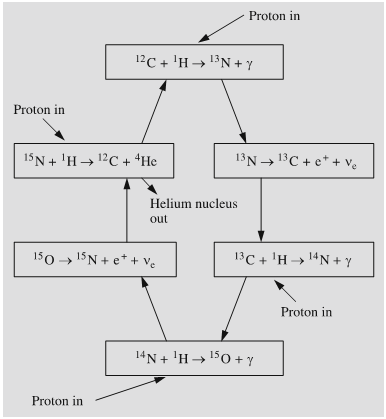 Proton in
¹²C + ¹H → ¹³N + γ
Proton in
¹⁵N + ¹H → ¹²C + ⁴He
¹³N → ¹³C + e⁺ + νₑ
Helium nucleus
out
¹⁵O → ¹⁵N + e⁺ + νₑ
¹³C + ¹H → ¹⁴N + γ
Proton in
¹⁴N + ¹H → ¹⁵O + γ
Proton in